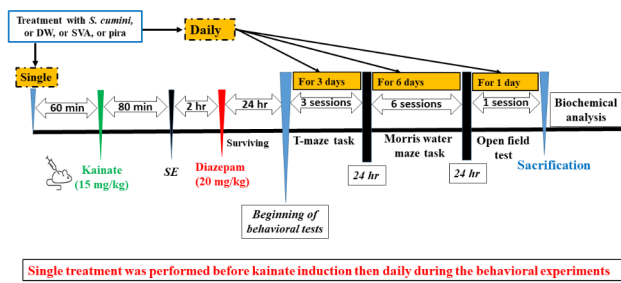 Treatment with S. cumini,
or DW, or SVA, or pira
Daily
Single
For 3 days
For 6 days
For 1 day
60 min
80 min
2 hr
24 hr
3 sessions
6 sessions
1 session
Biochemical
analysis
Surviving
T-maze task
Morris water
maze task
Open field
test
Kainate
(15 mg/kg)
SE
Diazepam
(20 mg/kg)
Sacrification
24 hr
24 hr
Beginning of
behavioral tests
Single treatment was performed before kainate induction then daily during the behavioral experiments